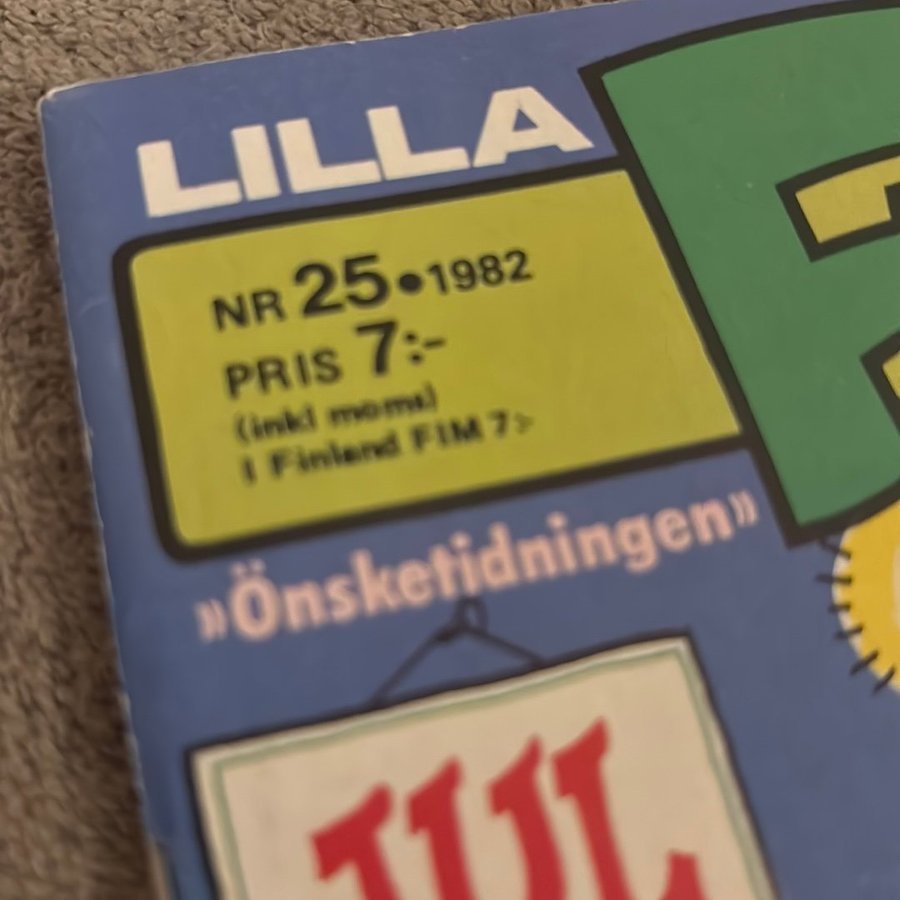 LILLA
NR 25•1982
PRIS 7:-
(inkl moms)
I Finland FIM 7:-
»Önsketidningen»
JUL